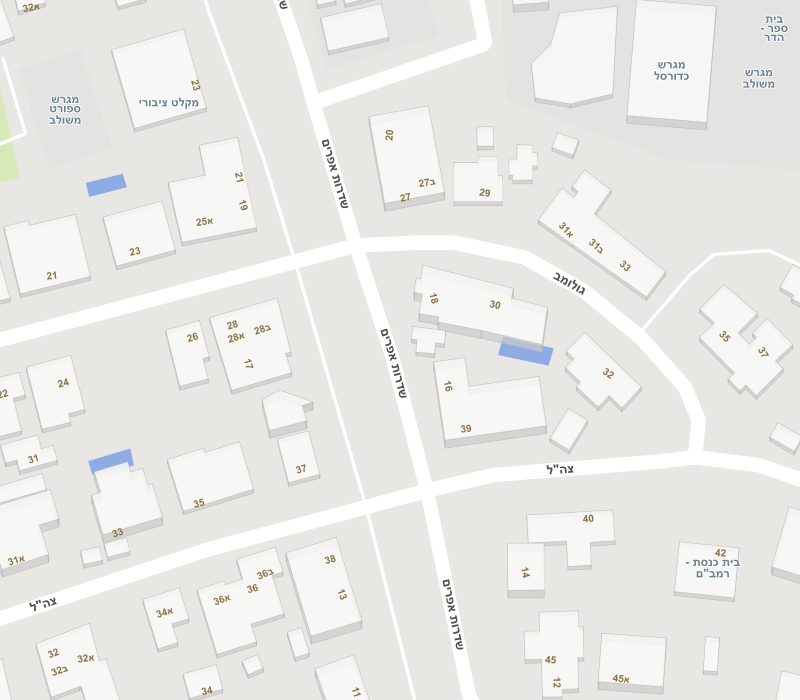 32א
ש
בית
ספר -
הדר
מגרש
כדורסל
מגרש
משולב
23
מקלט ציבורי
מגרש
ספורט
משולב
20
שדרות אפרים
27ב
27
29
21
19
25א
23
21
31א
31ב
33
גולומב
18
30
28
28א
28ב
26
17
שדרות אפרים
35
37
32
16
39
24
22
31
37
35
33
31א
צה"ל
צה"ל
40
42
בית כנסת -
רמב"ם
14
38
13
36ב
36
36א
34א
שדרות אפרים
32
32א
32ב
34
11
45
12
45א